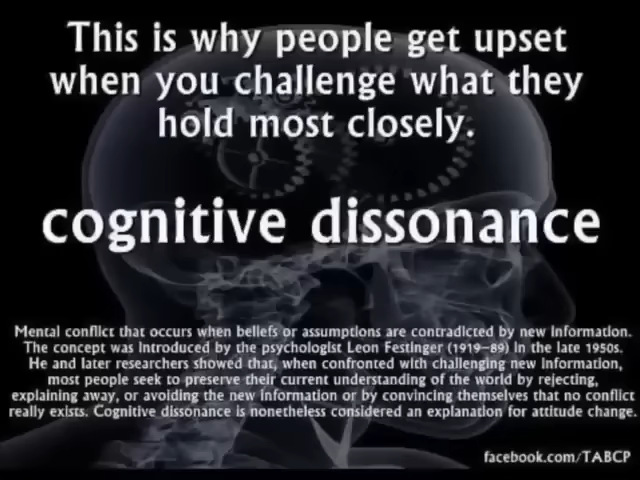 This is why people get upset
when you challenge what they
hold most closely.
cognitive dissonance
Mental conflict that occurs when beliefs or assumptions are contradicted by new information.
The concept was introduced by the psychologist Leon Festinger (1919–89) in the late 1950s.
He and later researchers showed that, when confronted with challenging new information,
most people seek to preserve their current understanding of the world by rejecting,
explaining away, or avoiding the new information or by convincing themselves that no conflict
really exists. Cognitive dissonance is nonetheless considered an explanation for attitude change.
facebook.com/TABCP